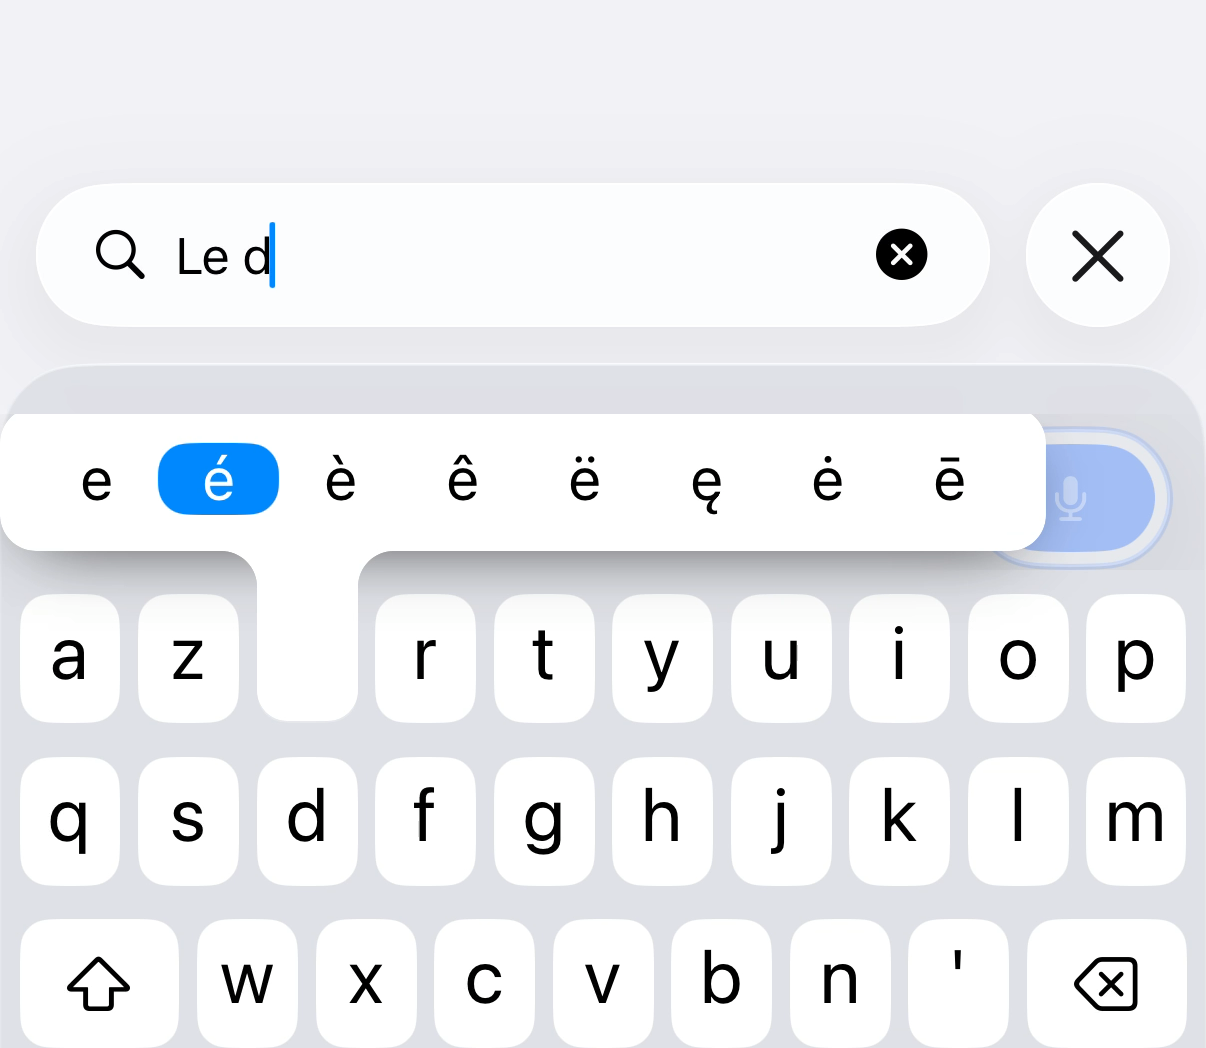 Le d
e é è ê ë ę ė ē
a z r t y u i o p
q s d f g h j k l m
w x c v b n '